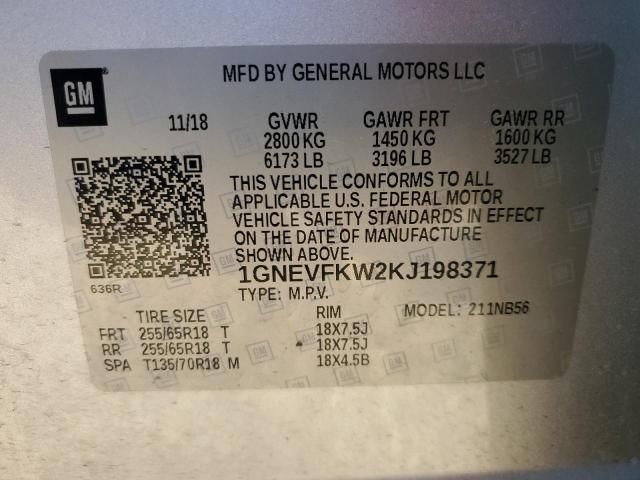 GM®
MFD BY GENERAL MOTORS LLC
11/18 GVWR GAWR FRT GAWR RR
2800 KG 1450 KG 1600 KG
6173 LB 3196 LB 3527 LB
THIS VEHICLE CONFORMS TO ALL
APPLICABLE U.S. FEDERAL MOTOR
VEHICLE SAFETY STANDARDS IN EFFECT
ON THE DATE OF MANUFACTURE
SHOWN ABOVE.
636R
1GNEVFKW2KJ198371
TYPE: M.P.V.
TIRE SIZE RIM MODEL: 211NB56
FRT 255/65R18 T 18X7.5J
RR 255/65R18 T 18X7.5J
SPA T135/70R18 M 18X4.5B